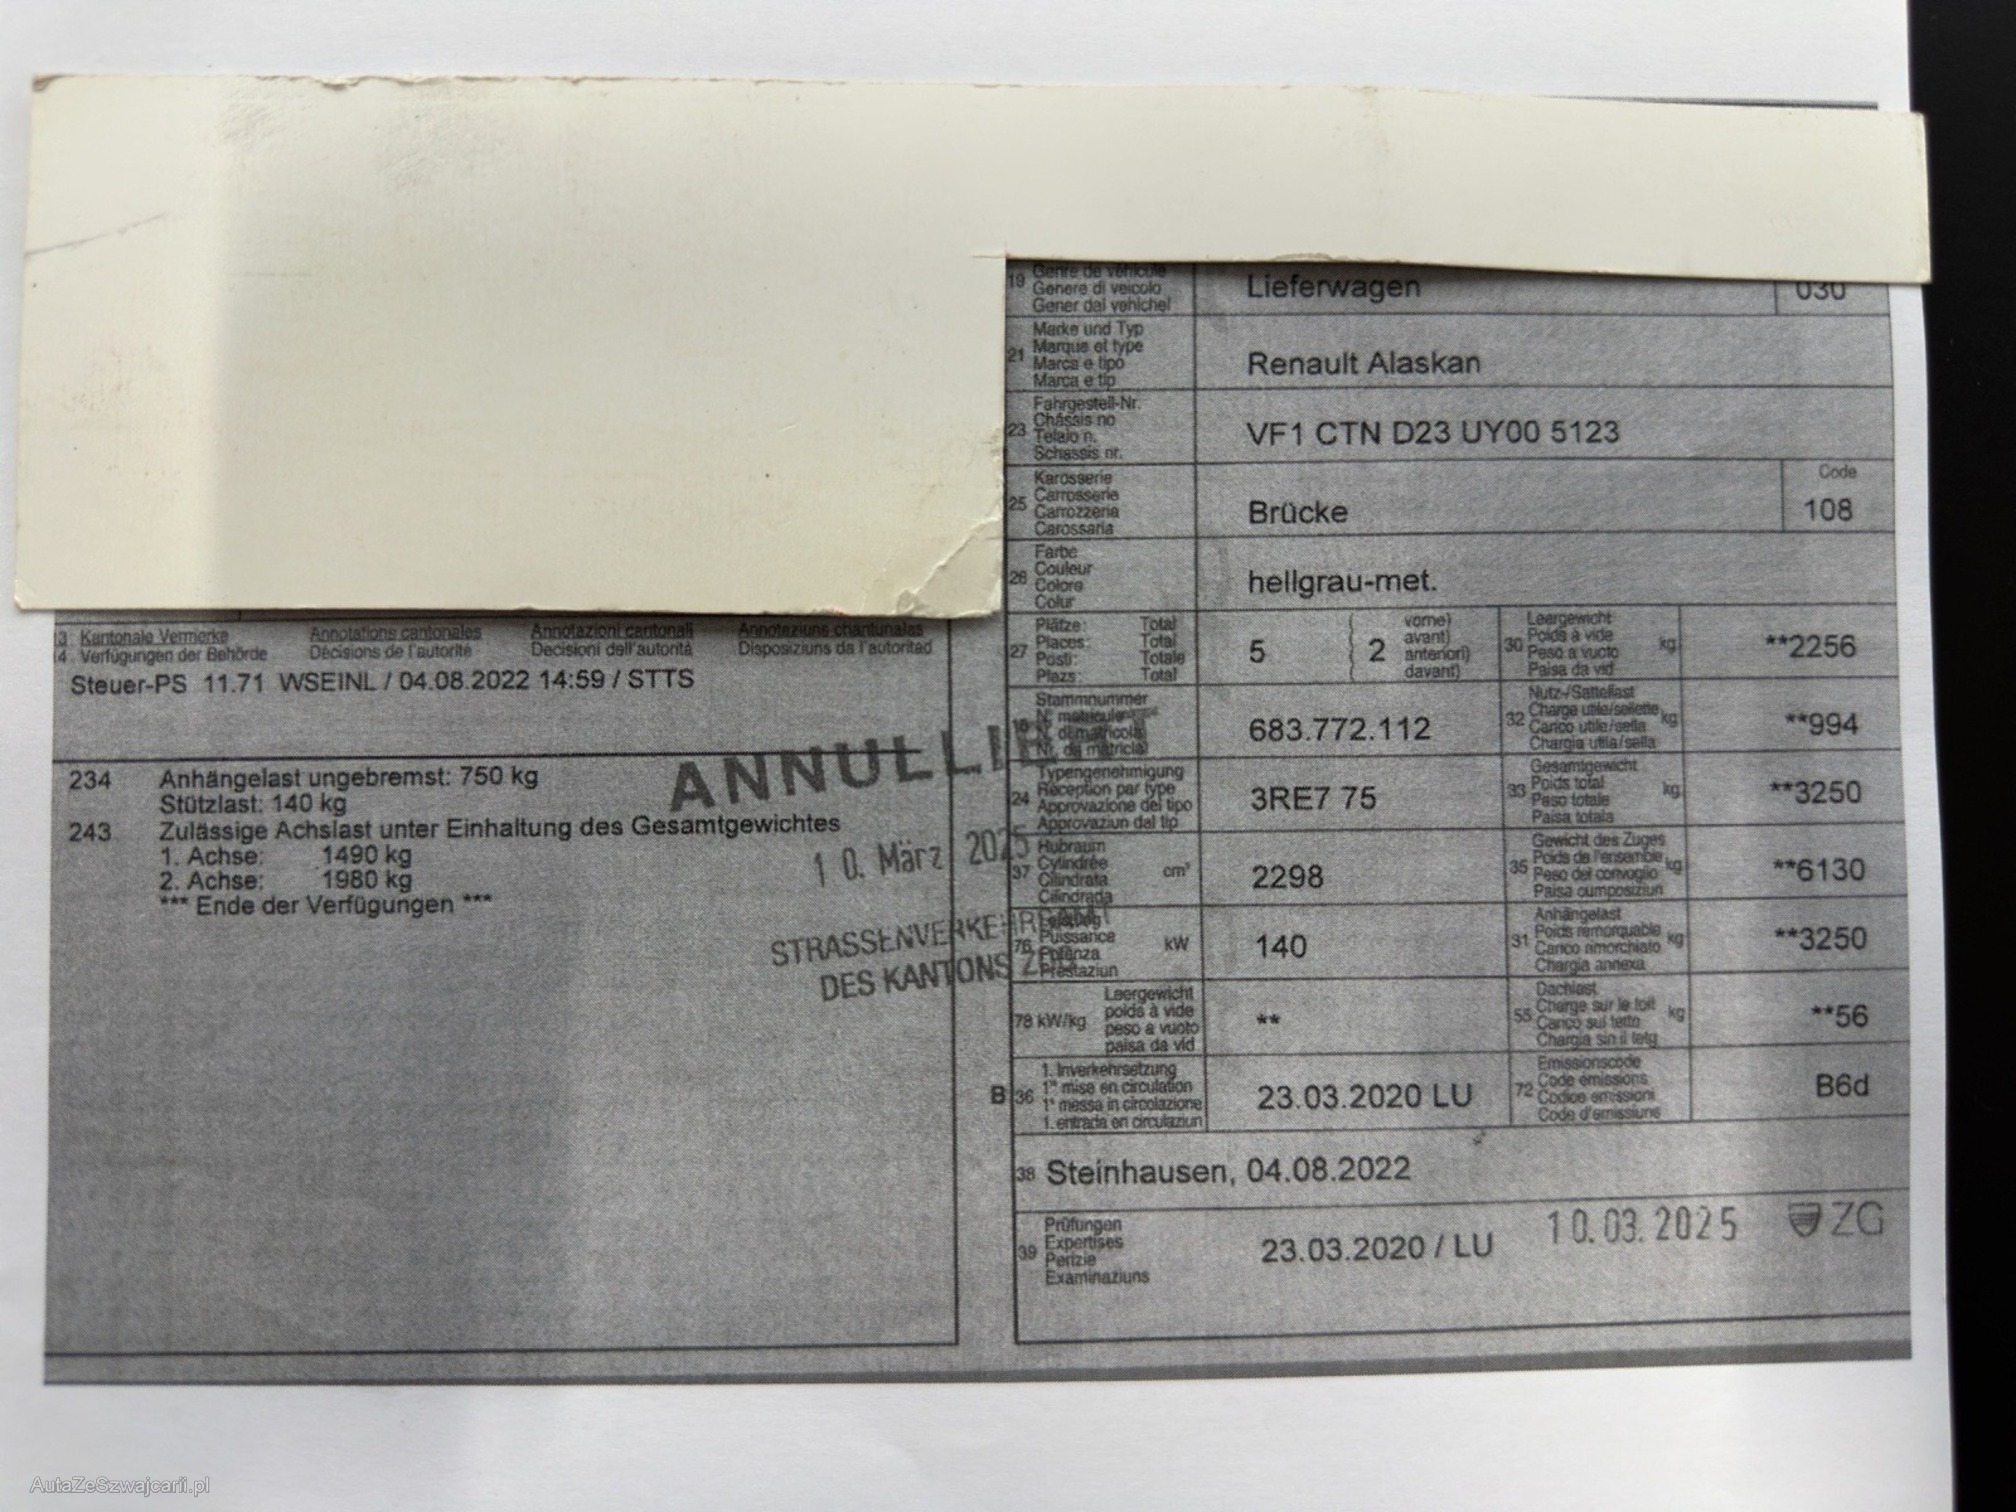 19 Genre de véhicule
Genere di veicolo
Gener dal vehichel
Lieferwagen
030
21 Marke und Typ
Marque et type
Marca e tipo
Marca e tip
Renault Alaskan
23 Fahrgestell-Nr.
Châssis no
Telaio n.
Schassis nr.
VF1 CTN D23 UY00 5123
25 Karosserie
Carrosserie
Carrozzeria
Carossaria
Brücke
Code
108
26 Farbe
Couleur
Colore
Colur
hellgrau-met.
27 Plätze: Total
Places: Total
Posti: Totale
Plazs: Total
5 ( 2 vorne)
avant)
anteriori)
davant)
30 Leergewicht
Poids à vide
Peso a vuoto
Paisa da vid
kg
**2256
13 Kantonale Vermerke Annotations cantonales Annotazioni cantonali Annotaziuns chantunalas
14 Verfügungen der Behörde Décisions de l'autorité Decisioni dell'autorità Disposiziuns da l'autoritad
Steuer-PS 11.71 WSEINL / 04.08.2022 14:59 / STTS
234 Anhängelast ungebremst: 750 kg
Stützlast: 140 kg
243 Zulässige Achslast unter Einhaltung des Gesamtgewichtes
1. Achse: 1490 kg
2. Achse: 1980 kg
*** Ende der Verfügungen ***
ANNULLIERT
10. März 2025
STRASSENVERKEHRSAMT
DES KANTONS ZUG
18 Stammnummer
N. matricule
N. di matricola
Nr. da matricla
683.772.112
32 Nutz-/Sattellast
Charge utile/sellette
Carico utile/sella
Chargia utila/sella
kg
**994
24 Typengenehmigung
Réception par type
Approvazione del tipo
Approvaziun dal tip
3RE7 75
33 Gesamtgewicht
Poids total
Peso totale
Paisa totala
kg
**3250
37 Hubraum
Cylindrée
Cilindrata
Cilindrada
cm³
2298
35 Gewicht des Zuges
Poids de l'ensemble
Peso del convoglio
Paisa cumposiziun
kg
**6130
76 Leistung
Puissance
Potenza
Prestaziun
kW
140
31 Anhängelast
Poids remorquable
Carico rimorchiato
Chargia annexa
kg
**3250
78 kW/kg Leergewicht
poids à vide
peso a vuoto
paisa da vid
**
55 Dachlast
Charge sur le toit
Carico sul tetto
Chargia sin il tetg
kg
**56
B 36 1. Inverkehrsetzung
1ᵉ mise en circulation
1ᵃ messa in circolazione
1. entrada en circulaziun
23.03.2020 LU
72 Emissionscode
Code émissions
Codice emissioni
Code d'emissiuns
B6d
38 Steinhausen, 04.08.2022
39 Prüfungen
Expertises
Perizie
Examinaziuns
23.03.2020 / LU
10.03.2025 ZG
AutaZeSzwajcarii.pl